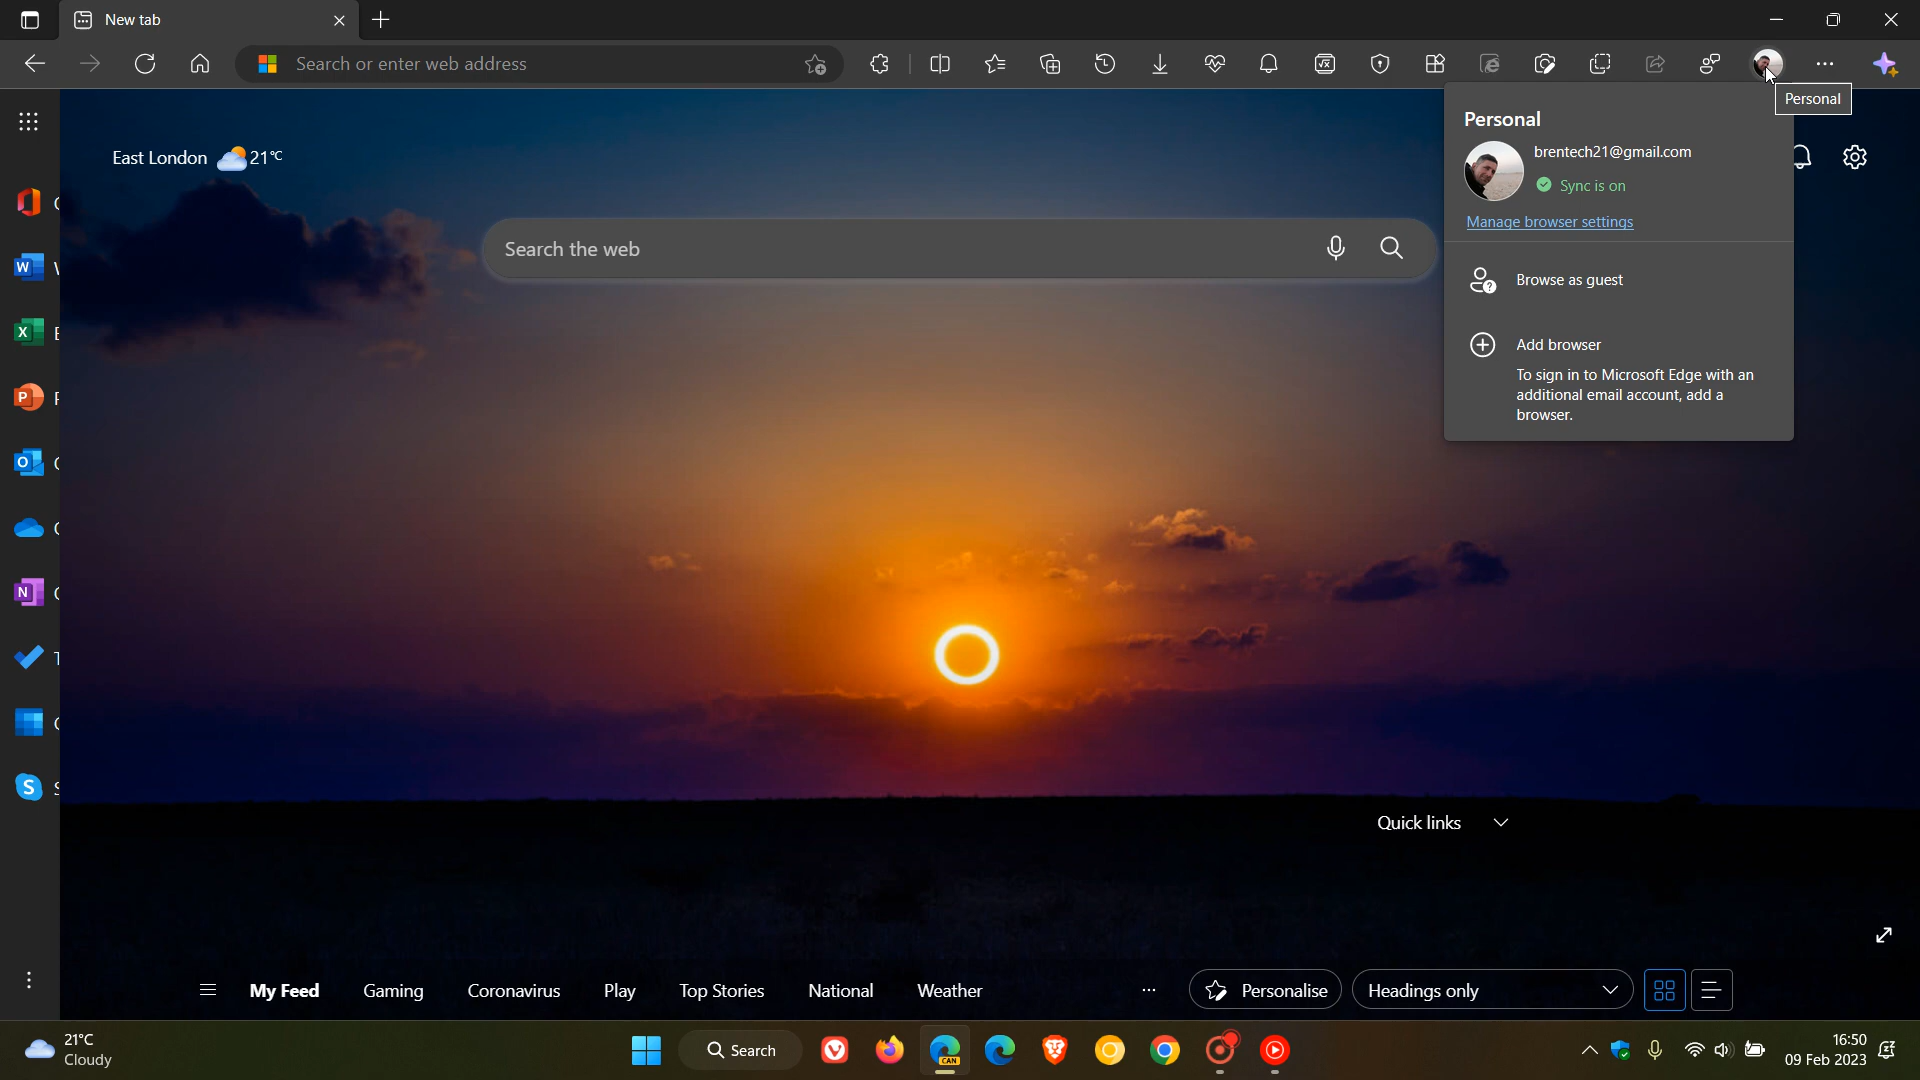 New tab
Search or enter web address
Personal
Personal
brentech21@gmail.com
Sync is on
Manage browser settings
Browse as guest
Add browser
To sign in to Microsoft Edge with an
additional email account, add a
browser.
East London 21°C
Search the web
Quick links
My Feed
Gaming
Coronavirus
Play
Top Stories
National
Weather
Personalise
Headings only
21°C
Cloudy
Search
CAN
16:50
09 Feb 2023